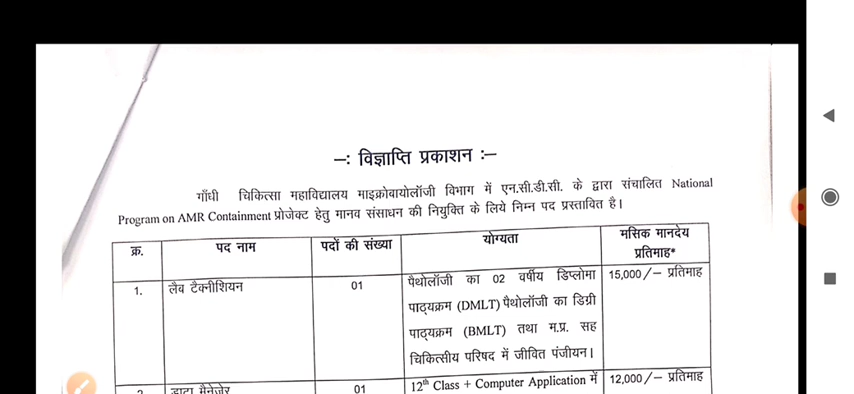 –: विज्ञाप्ति प्रकाशन :–
गाँधी चिकित्सा महाविद्यालय माइक्रोबायोलॉजी विभाग में एन.सी.डी.सी. के द्वारा संचालित National
Program on AMR Containment प्रोजेक्ट हेतु मानव संसाधन की नियुक्ति के लिये निम्न पद प्रस्तावित है।
क्र. पद नाम पदों की संख्या योग्यता मसिक मानदेय
प्रतिमाह*
1. लैव टैक्नीशियन 01 पैथोलॉजी का 02 वर्षीय डिप्लोमा 15,000/– प्रतिमाह
पाठ्यक्रम (DMLT) पैथोलॉजी का डिग्री
पाठ्यक्रम (BMLT) तथा म.प्र. सह
चिकित्सीय परिषद में जीवित पंजीयन।
2. डाटा मैनेजर 01 12th Class + Computer Application में 12,000/– प्रतिमाह